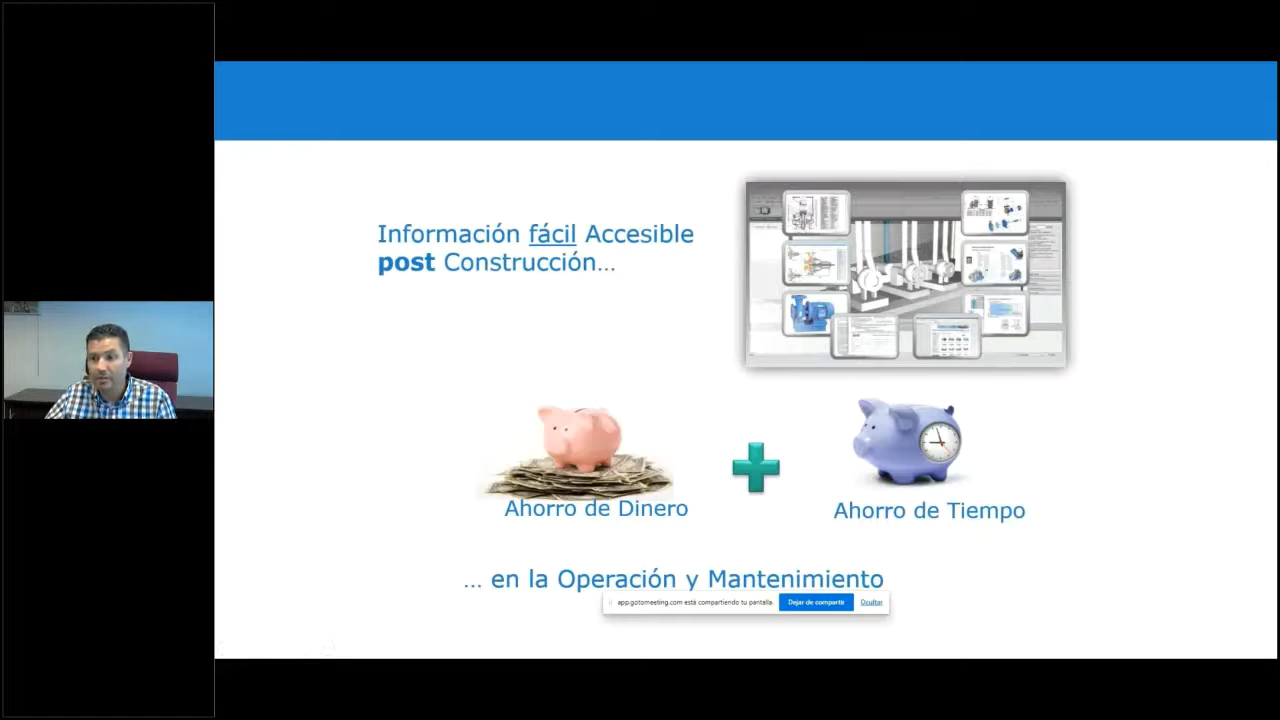 Información fácil Accesible
post Construcción...
Ahorro de Dinero
Ahorro de Tiempo
... en la Operación y Mantenimiento
app.gotomeeting.com está compartiendo tu pantalla.
Dejar de compartir
Ocultar